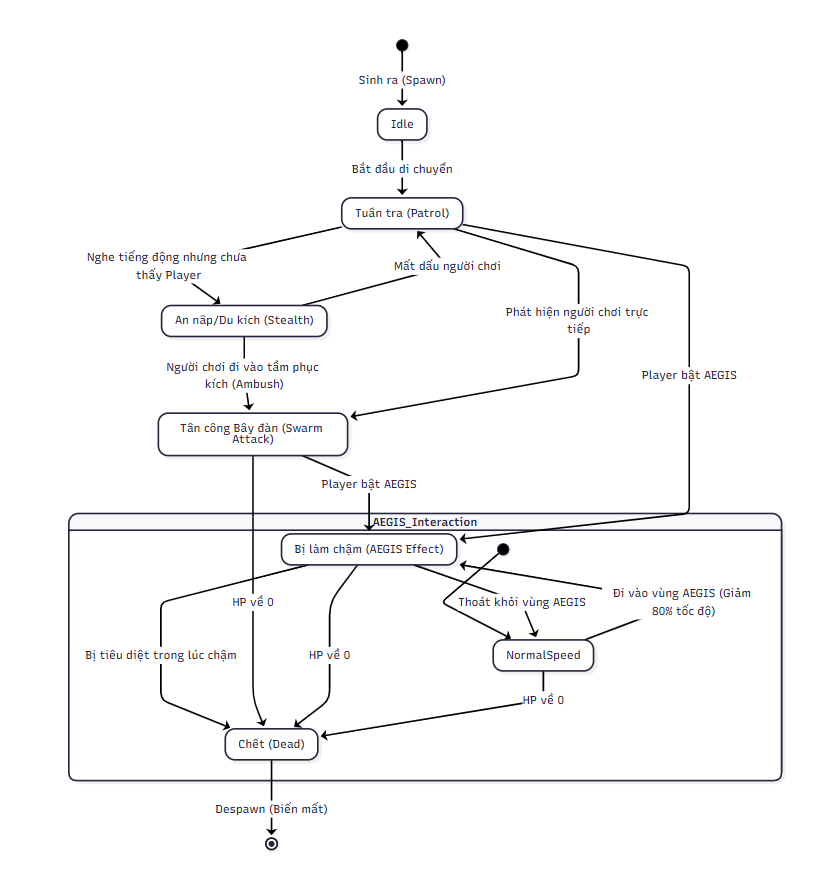 Sinh ra (Spawn)
Idle
Bắt đầu di chuyển
Tuần tra (Patrol)
Nghe tiếng động nhưng chưa
thấy Player
Mất dấu người chơi
Phát hiện người chơi trực
tiếp
Ẩn nấp/Du kích (Stealth)
Người chơi đi vào tầm phục
kích (Ambush)
Player bật AEGIS
Tấn công Bầy đàn (Swarm
Attack)
Player bật AEGIS
AEGIS_Interaction
Bị làm chậm (AEGIS Effect)
HP về 0
Thoát khỏi vùng AEGIS
Đi vào vùng AEGIS (Giảm
80% tốc độ)
Bị tiêu diệt trong lúc chậm
HP về 0
NormalSpeed
HP về 0
Chết (Dead)
Despawn (Biến mất)